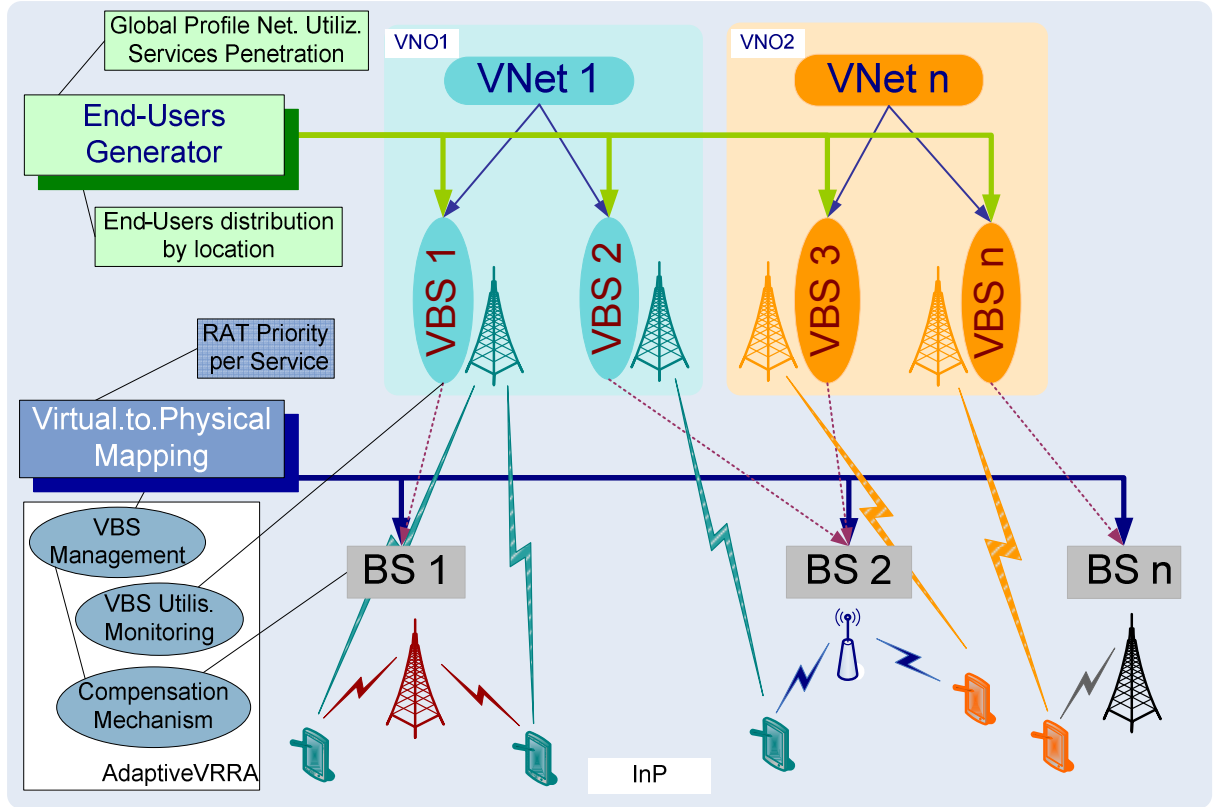 Global Profile Net. Utiliz.
Services Penetration
VNO1
VNO2
VNet 1
VNet n
End-Users
Generator
End-Users distribution
by location
VBS 1
VBS 2
VBS 3
VBS n
RAT Priority
per Service
Virtual.to.Physical
Mapping
VBS
Management
VBS Utilis.
Monitoring
Compensation
Mechanism
AdaptiveVRRA
BS 1
BS 2
BS n
InP